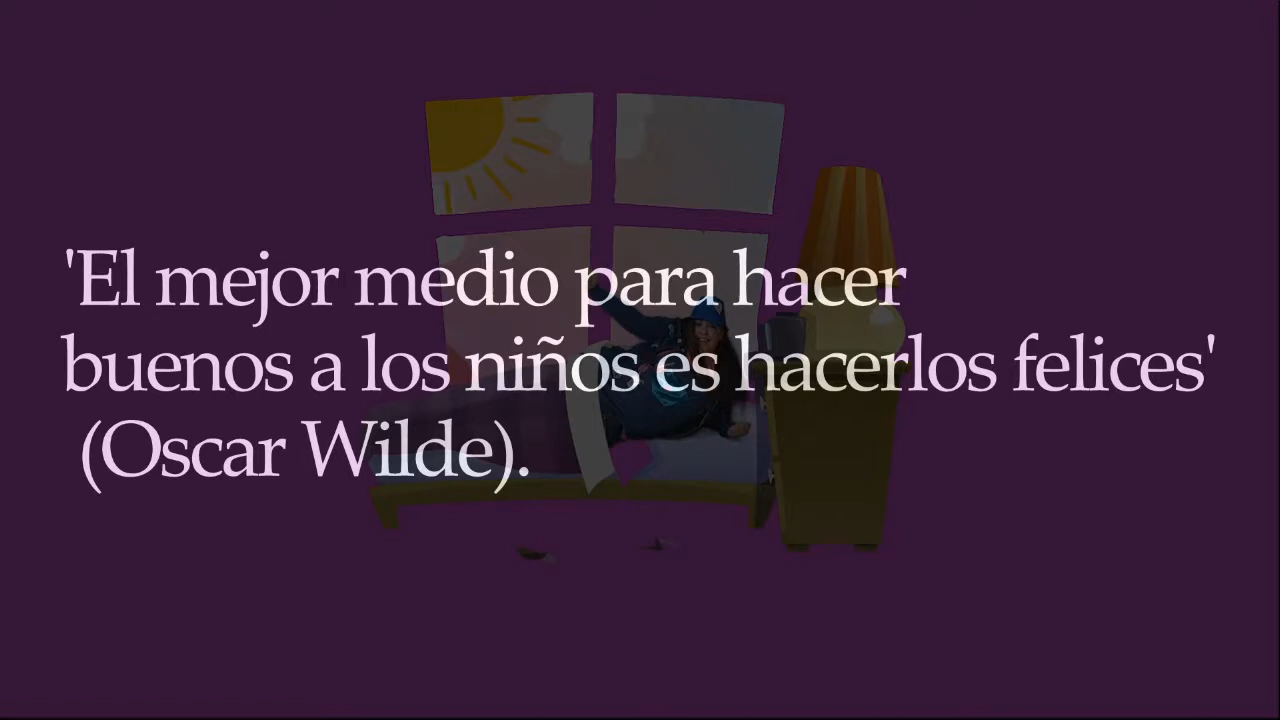 'El mejor medio para hacer
buenos a los niños es hacerlos felices'
(Oscar Wilde).